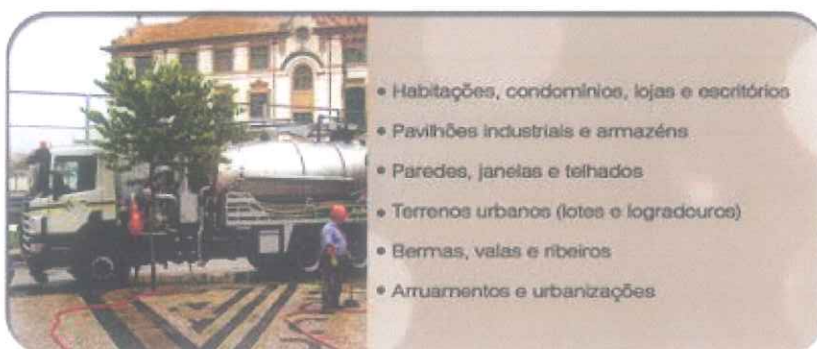 • Habitações, condomínios, lojas e escritórios
• Pavilhões industriais e armazéns
• Paredes, janelas e telhados
• Terrenos urbanos (lotes e logradouros)
• Bermas, valas e ribeiros
• Arruamentos e urbanizações